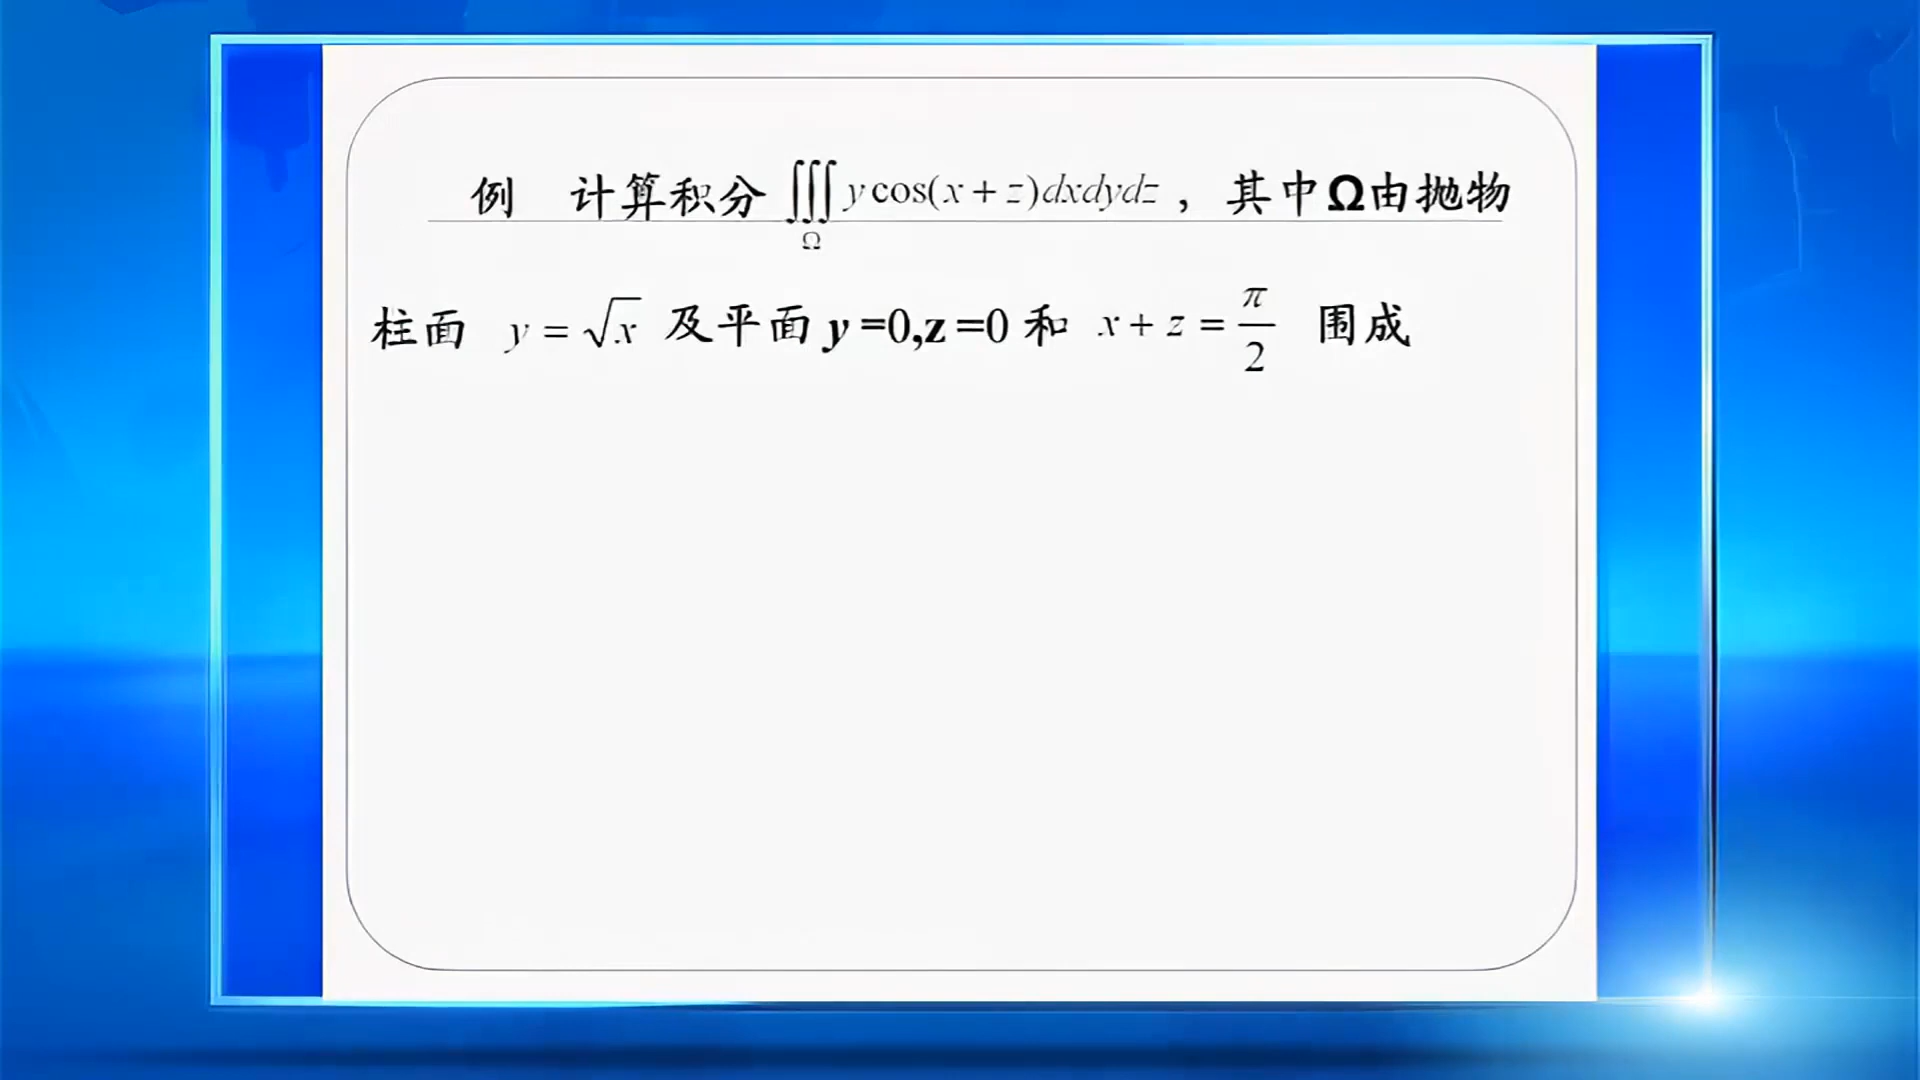 例 计算积分 ∭_Ω y cos(x + z)dxdydz ，其中Ω由抛物
柱面 y = √x 及平面 y =0,z =0 和 x + z = π/2 围成